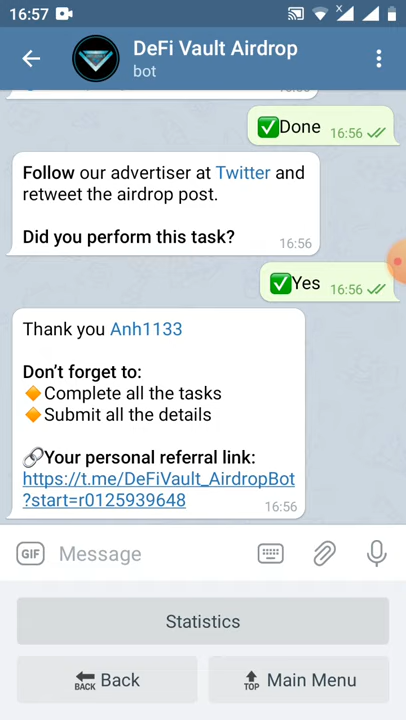 16:57
DeFi Vault Airdrop
bot
✅Done 16:56
Follow our advertiser at Twitter and
retweet the airdrop post.
Did you perform this task?
16:56
✅Yes 16:56
Thank you Anh1133
Don't forget to:
🔸Complete all the tasks
🔸Submit all the details
🔗Your personal referral link:
https://t.me/DeFiVault_AirdropBot
?start=r0125939648
16:56
GIF Message
Statistics
BACK Back
TOP Main Menu